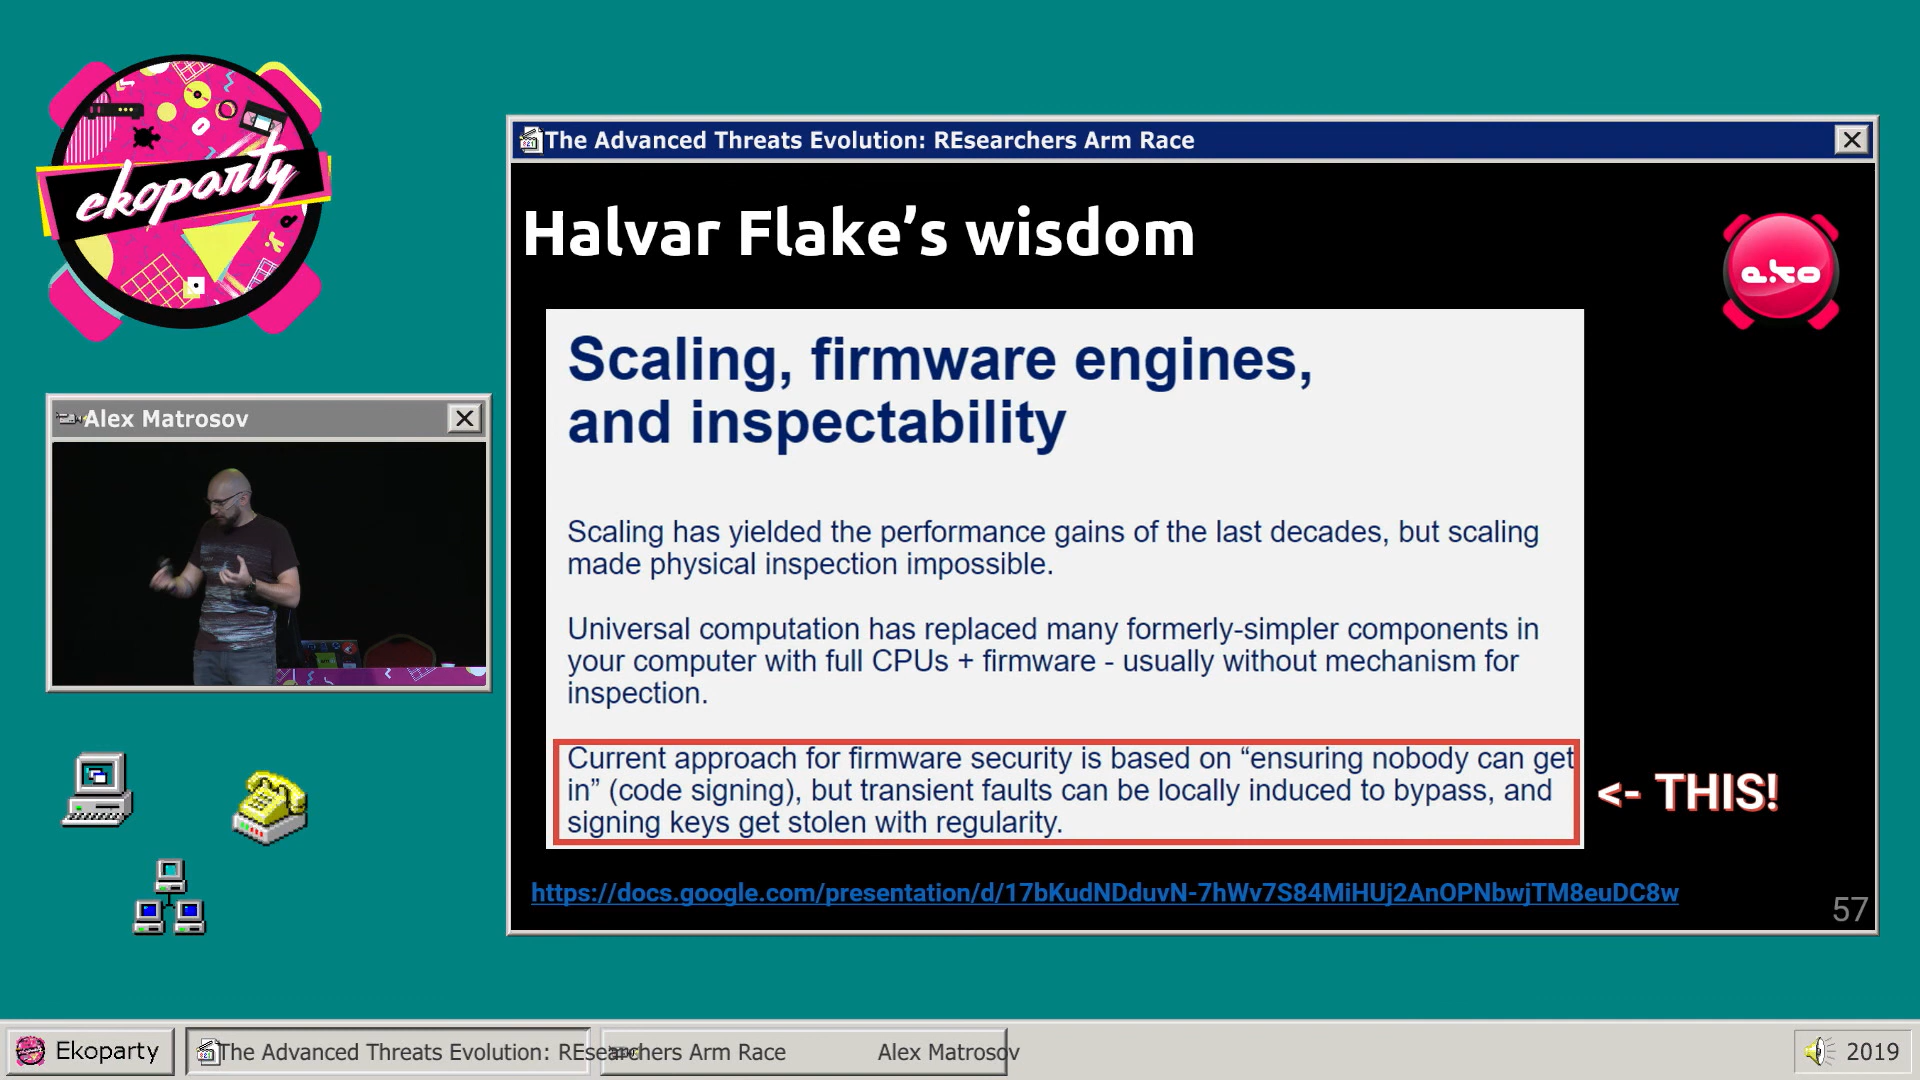 ekoparty
The Advanced Threats Evolution: REsearchers Arm Race
Halvar Flake’s wisdom
eko
Scaling, firmware engines,
and inspectability
Scaling has yielded the performance gains of the last decades, but scaling
made physical inspection impossible.
Universal computation has replaced many formerly-simpler components in
your computer with full CPUs + firmware - usually without mechanism for
inspection.
Current approach for firmware security is based on “ensuring nobody can get
in” (code signing), but transient faults can be locally induced to bypass, and
signing keys get stolen with regularity.
<- THIS!
https://docs.google.com/presentation/d/17bKudNDduvN-7hWv7S84MiHUj2AnOPNbwjTM8euDC8w
57
Alex Matrosov
Ekoparty
The Advanced Threats Evolution: REsearchers Arm Race
Alex Matrosov
2019